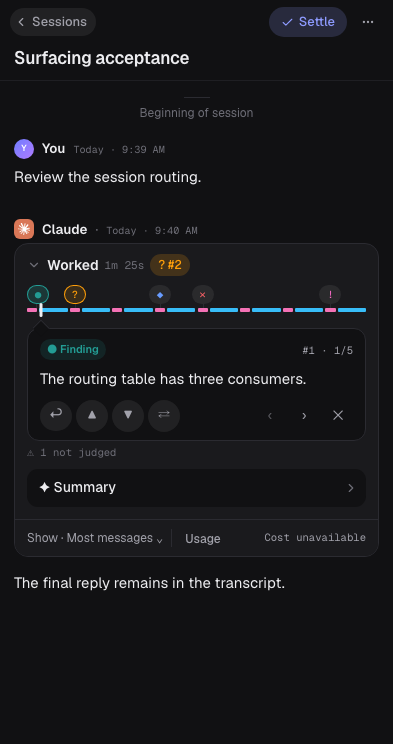 Sessions
Settle
Surfacing acceptance
Beginning of session
Y You Today · 9:39 AM
Review the session routing.
Claude · Today · 9:40 AM
Worked 1m 25s ? #2
? ◆ ✕ !
Finding #1 · 1/5
The routing table has three consumers.
⚠ 1 not judged
✦ Summary
Show · Most messages Usage Cost unavailable
The final reply remains in the transcript.